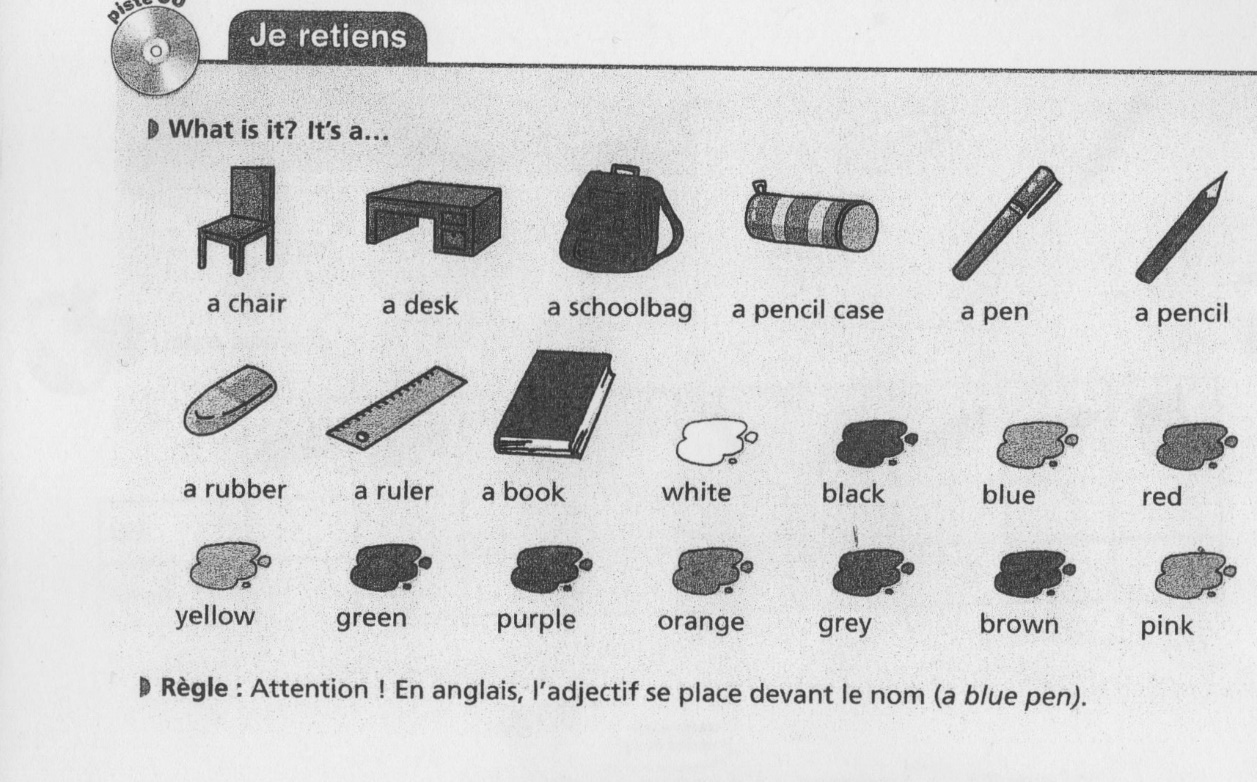 piste
Je retiens
What is it? It's a...
a chair a desk a schoolbag a pencil case a pen a pencil
a rubber a ruler a book white black blue red
yellow green purple orange grey brown pink
Règle : Attention ! En anglais, l'adjectif se place devant le nom (a blue pen).